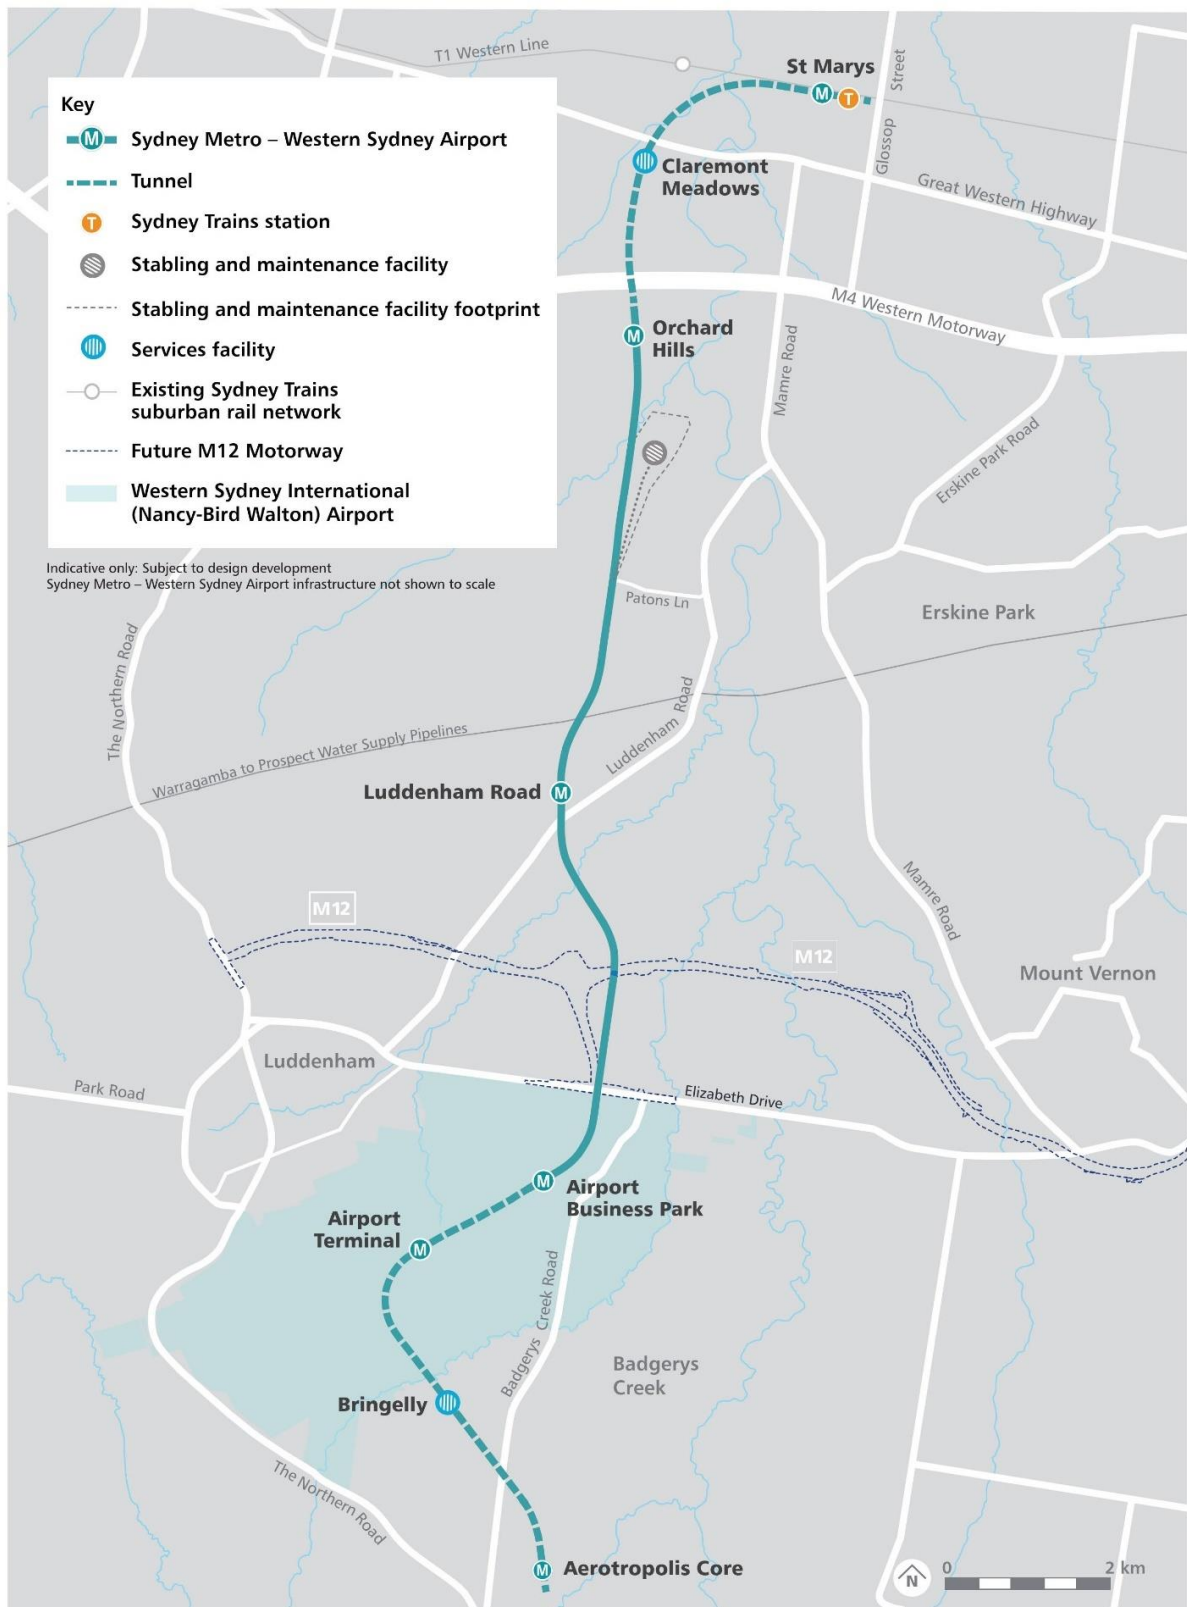 T1 Western Line
St Marys
Glossop
Street
Key
M
Sydney Metro – Western Sydney Airport
Tunnel
T
Sydney Trains station
Stabling and maintenance facility
Stabling and maintenance facility footprint
Services facility
Existing Sydney Trains
suburban rail network
Future M12 Motorway
Western Sydney International
(Nancy-Bird Walton) Airport
Indicative only: Subject to design development
Sydney Metro – Western Sydney Airport infrastructure not shown to scale
M
T
Claremont
Meadows
Great Western Highway
M4 Western Motorway
M
Orchard
Hills
Mamre Road
Erskine Park Road
Patons Ln
Erskine Park
The Northern Road
Luddenham Road
Warragamba to Prospect Water Supply Pipelines
Luddenham Road
M
Mamre Road
M12
M12
Mount Vernon
Luddenham
Park Road
Elizabeth Drive
M
Airport
Business Park
Airport
Terminal
M
Badgerys Creek Road
Badgerys
Creek
Bringelly
The Northern Road
M
Aerotropolis Core
N
0
2 km